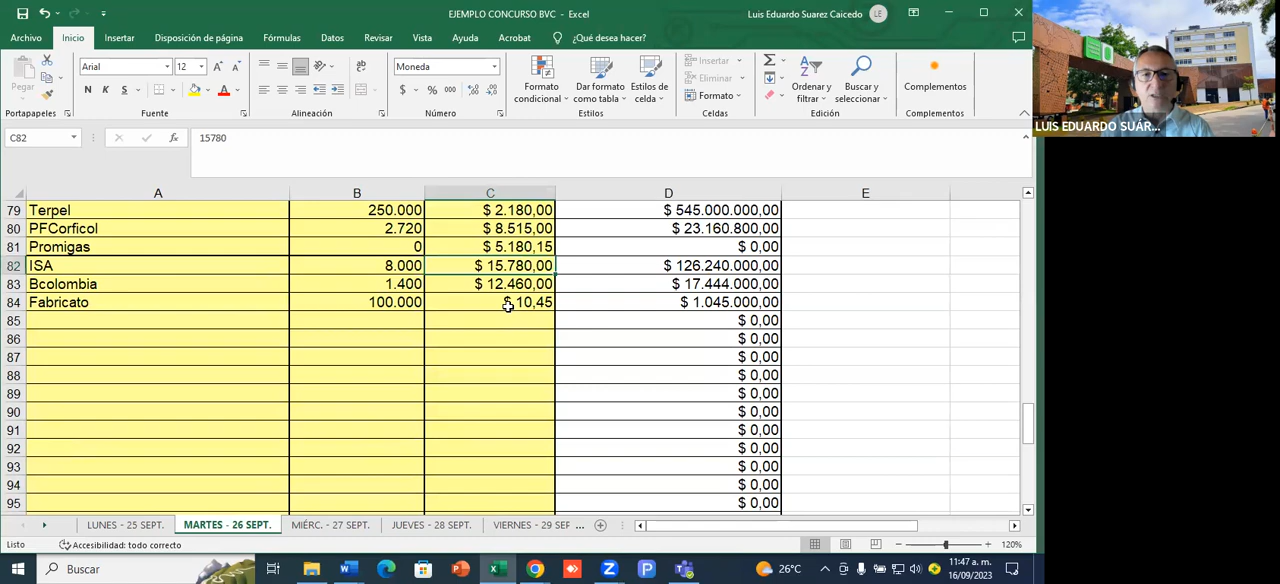 EJEMPLO CONCURSO BVC - Excel
Luis Eduardo Suarez Caicedo LE
Archivo Inicio Insertar Disposición de página Fórmulas Datos Revisar Vista Ayuda Acrobat ¿Qué desea hacer?
Pegar
Arial 12 A A
N K S A
Moneda
$ % 000
Formato condicional
Dar formato como tabla
Estilos de celda
Insertar
Eliminar
Formato
Ordenar y filtrar
Buscar y seleccionar
Complementos
Portapapeles Fuente Alineación Número Estilos Celdas Edición Complementos
LUIS EDUARDO SUÁR...
C82 fx 15780
A B C D E
79 Terpel 250.000 $ 2.180,00 $ 545.000.000,00
80 PFCorficol 2.720 $ 8.515,00 $ 23.160.800,00
81 Promigas 0 $ 5.180,15 $ 0,00
82 ISA 8.000 $ 15.780,00 $ 126.240.000,00
83 Bcolombia 1.400 $ 12.460,00 $ 17.444.000,00
84 Fabricato 100.000 $ 10,45 $ 1.045.000,00
85 $ 0,00
86 $ 0,00
87 $ 0,00
88 $ 0,00
89 $ 0,00
90 $ 0,00
91 $ 0,00
92 $ 0,00
93 $ 0,00
94 $ 0,00
95 $ 0,00
LUNES - 25 SEPT. MARTES - 26 SEPT. MIÉRC. - 27 SEPT. JUEVES - 28 SEPT. VIERNES - 29 SEF ...
Listo Accesibilidad: todo correcto 120%
Buscar 26°C 11:47 a. m.
16/09/2023